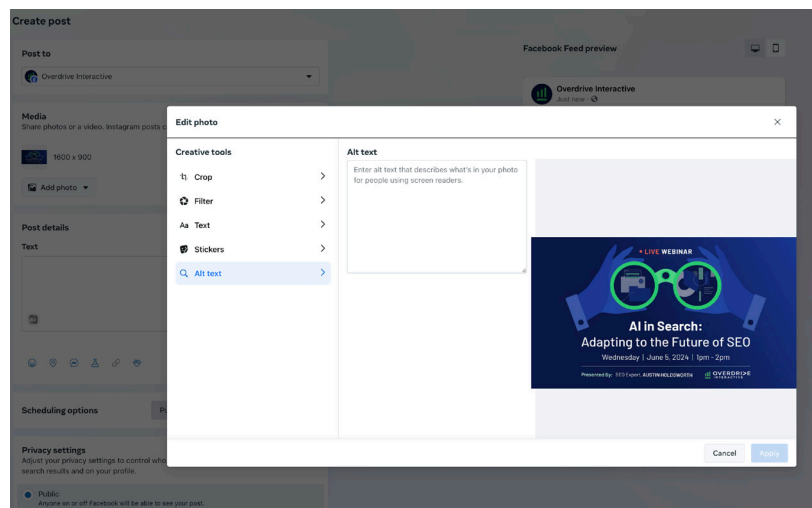 Create post
Post to
Overdrive Interactive
Media
Share photos or a video. Instagram posts c
1600 x 900
Add photo
Post details
Text
Scheduling options
Pu
Privacy settings
Adjust your privacy settings to control who
search results and on your profile.
Public
Anyone on or off Facebook will be able to see your post.
Facebook Feed preview
Overdrive Interactive
Just now
Edit photo
Creative tools
Crop
Filter
Aa Text
Stickers
Alt text
Alt text
Enter alt text that describes what's in your photo
for people using screen readers.
LIVE WEBINAR
AI in Search:
Adapting to the Future of SEO
Wednesday | June 5, 2024 | 1pm - 2pm
Presented by: SEO Expert, AUSTIN HOLDSWORTH
OVERDRIVE
INTERACTIVE
Cancel
Apply